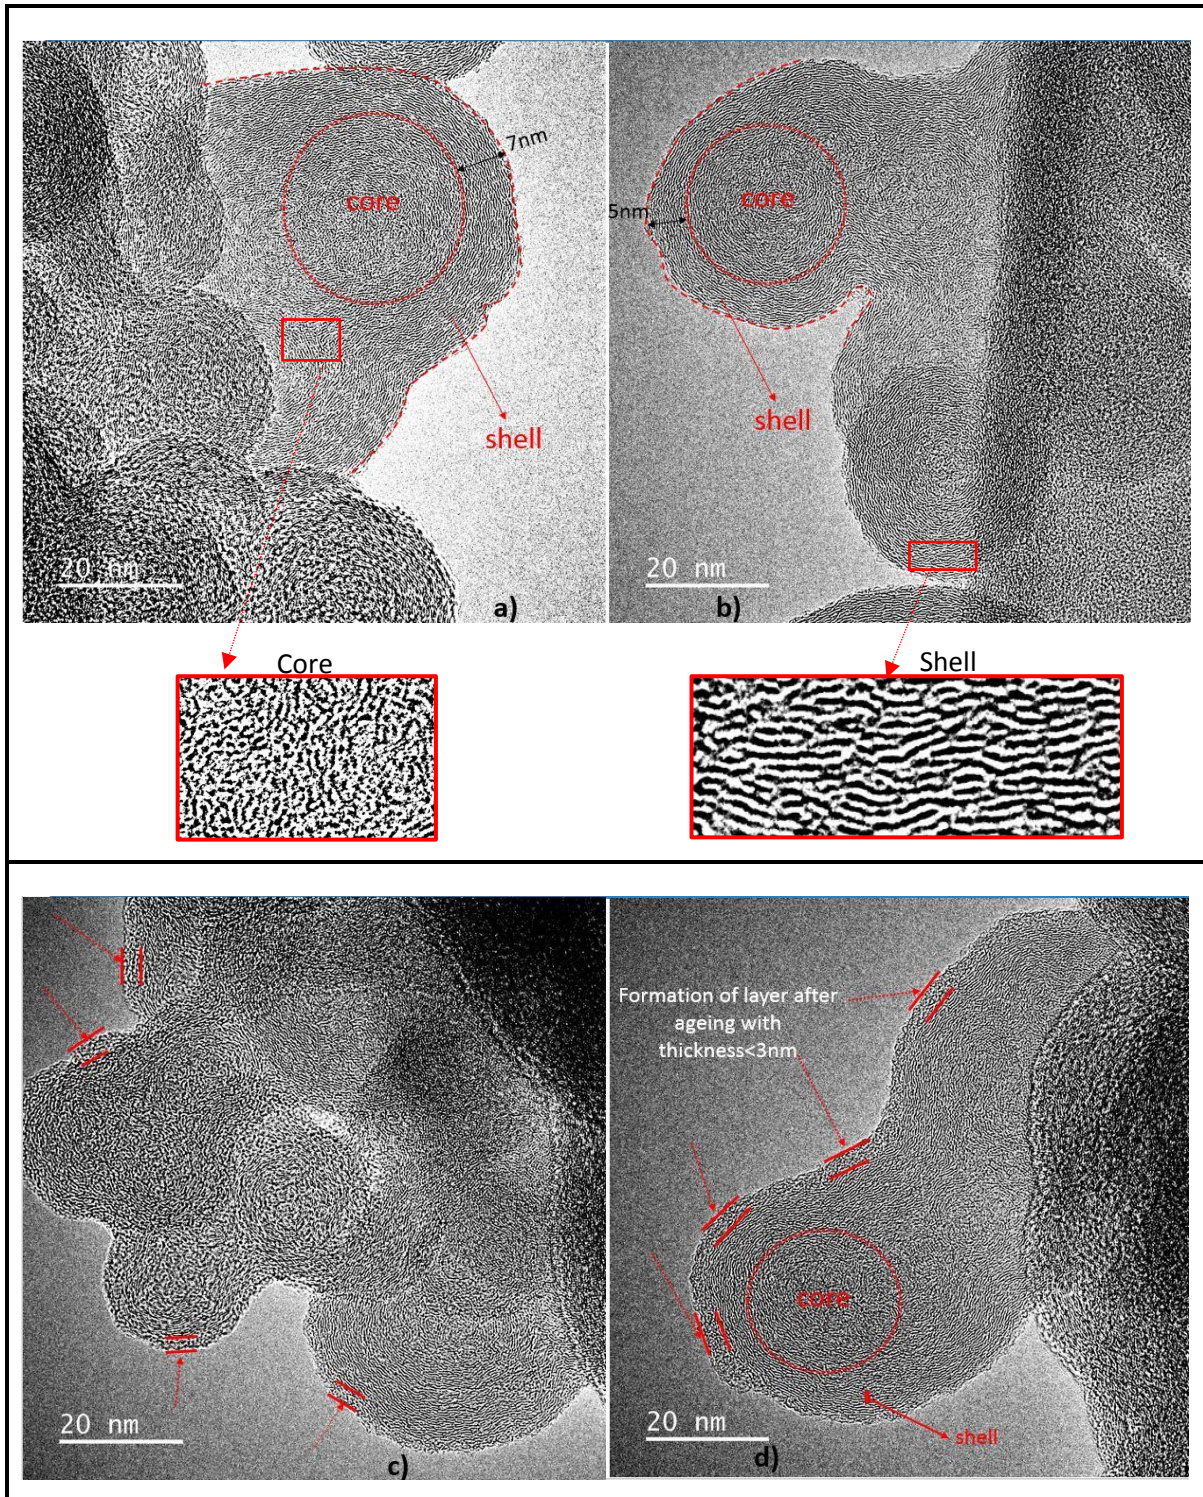 core
7nm
shell
20 nm
a)
core
5nm
shell
20 nm
b)
Core
Shell
20 nm
c)
Formation of layer after
ageing with
thickness<3nm
core
shell
20 nm
d)